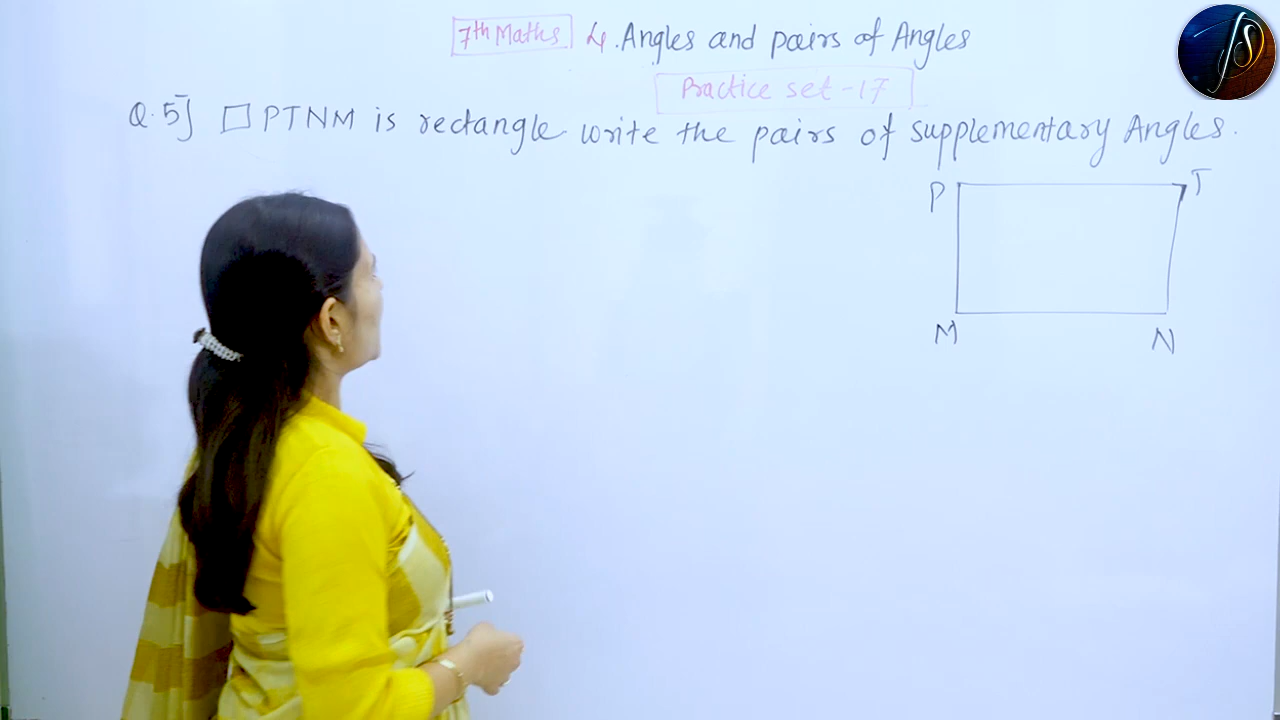 7th Maths 4. Angles and pairs of Angles
Practice set - 17
Q.5] □ PTNM is rectangle. write the pairs of supplementary Angles.
P T
M N